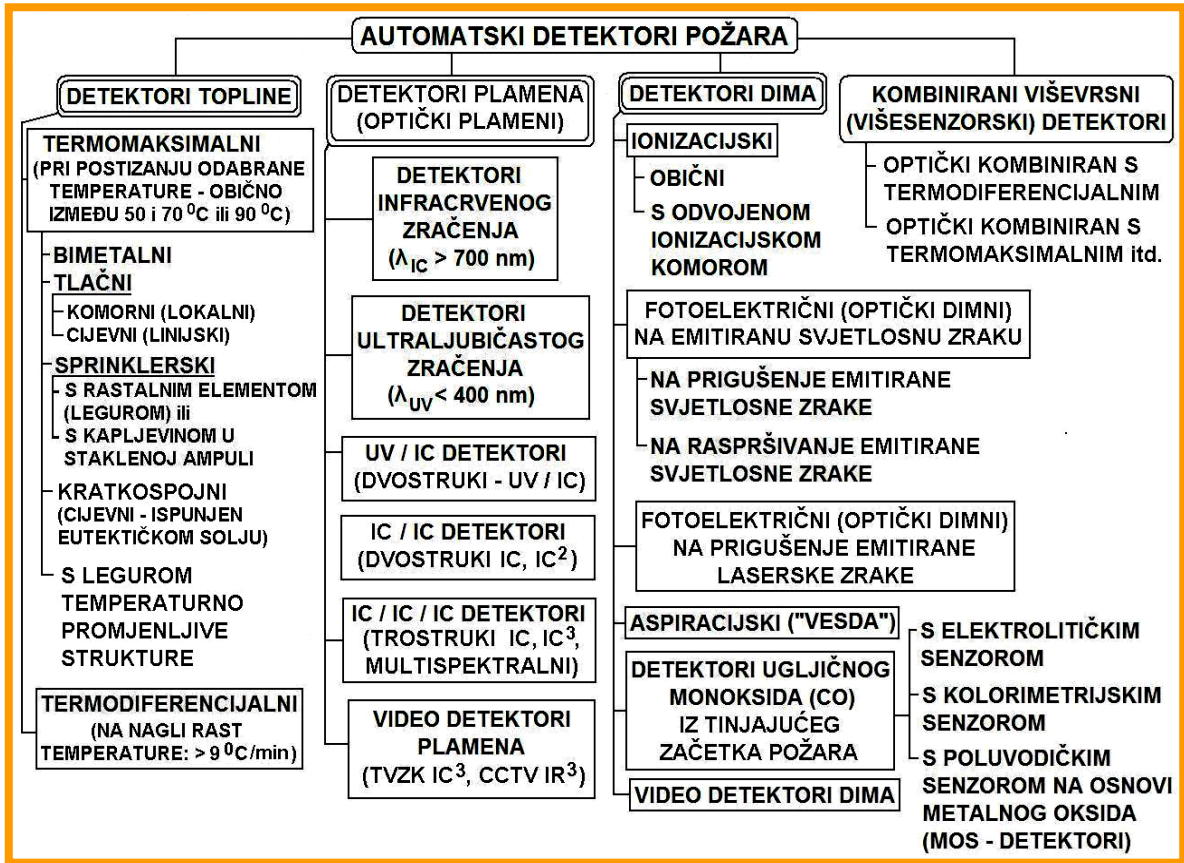 AUTOMATSKI DETEKTORI POŽARA
DETEKTORI TOPLINE
TERMOMAKSIMALNI
(PRI POSTIZANJU ODABRANE
TEMPERATURE - OBIČNO
IZMEĐU 50 i 70 ⁰C ili 90 ⁰C)
BIMETALNI
TLAČNI
KOMORNI (LOKALNI)
CIJEVNI (LINIJSKI)
SPRINKLERSKI
S RASTALNIM ELEMENTOM
(LEGUROM) ili
S KAPLJEVINOM U
STAKLENOJ AMPULI
KRATKOSPOJNI
(CIJEVNI - ISPUNJEN
EUTEKTIČKOM SOLJU)
S LEGUROM
TEMPERATURNO
PROMJENLJIVE
STRUKTURE
TERMODIFERENCIJALNI
(NA NAGLI RAST
TEMPERATURE: > 9 ⁰C/min)
DETEKTORI PLAMENA
(OPTIČKI PLAMENI)
DETEKTORI
INFRACRVENOG
ZRAČENJA
(λ IC > 700 nm)
DETEKTORI
ULTRALJUBIČASTOG
ZRAČENJA
(λ UV < 400 nm)
UV / IC DETEKTORI
(DVOSTRUKI - UV / IC)
IC / IC DETEKTORI
(DVOSTRUKI IC, IC²)
IC / IC / IC DETEKTORI
(TROSTRUKI IC, IC³,
MULTISPEKTRALNI)
VIDEO DETEKTORI
PLAMENA
(TVZK IC³, CCTV IR³)
DETEKTORI DIMA
IONIZACIJSKI
OBIČNI
S ODVOJENOM
IONIZACIJSKOM
KOMOROM
FOTOELEKTRIČNI (OPTIČKI DIMNI)
NA EMITIRANU SVJETLOSNU ZRAKU
NA PRIGUŠENJE EMITIRANE
SVJETLOSNE ZRAKE
NA RASPRŠIVANJE EMITIRANE
SVJETLOSNE ZRAKE
FOTOELEKTRIČNI (OPTIČKI DIMNI)
NA PRIGUŠENJE EMITIRANE
LASERSKE ZRAKE
ASPIRACIJSKI ("VESDA")
DETEKTORI UGLJIČNOG
MONOKSIDA (CO)
IZ TINJAJUĆEG
ZAČETKA POŽARA
S ELEKTROLITIČKIM
SENZOROM
S KOLORIMETRIJSKIM
SENZOROM
S POLUVODIČKIM
SENZOROM NA OSNOVI
METALNOG OKSIDA
(MOS - DETEKTORI)
VIDEO DETEKTORI DIMA
KOMBINIRANI VIŠEVRSNI
(VIŠESENZORSKI) DETEKTORI
OPTIČKI KOMBINIRAN S
TERMODIFERENCIJALNIM
OPTIČKI KOMBINIRAN S
TERMOMAKSIMALNIM itd.